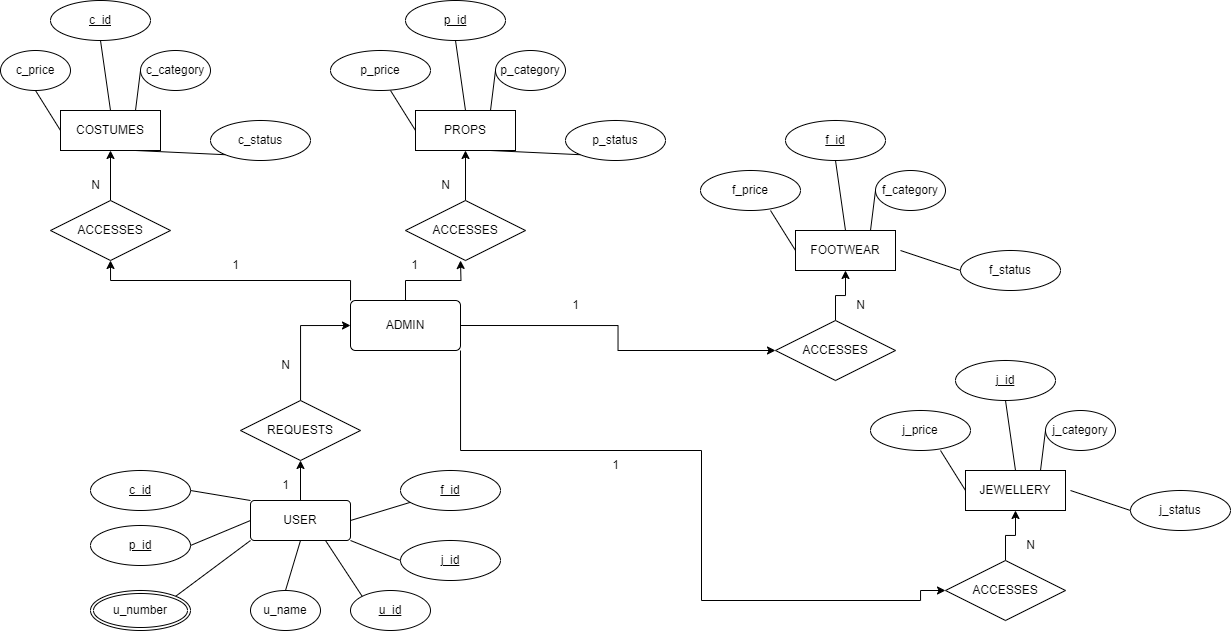 c_id
p_id
c_price
c_category
p_price
p_category
COSTUMES
PROPS
c_status
p_status
f_id
N
N
f_price
f_category
ACCESSES
ACCESSES
FOOTWEAR
1
1
f_status
1
N
ADMIN
ACCESSES
N
j_id
REQUESTS
j_price
j_category
1
1
c_id
f_id
JEWELLERY
USER
j_status
p_id
N
j_id
ACCESSES
u_number
u_name
u_id